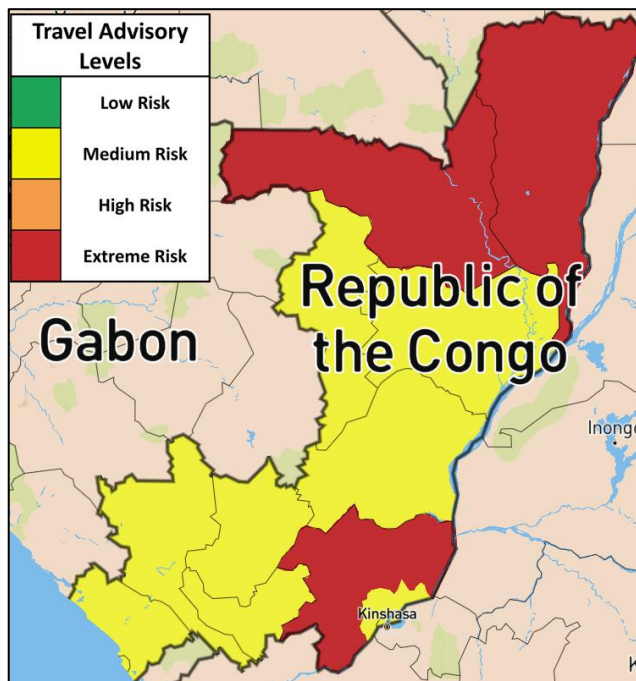 Travel Advisory
Levels
Low Risk
Medium Risk
High Risk
Extreme Risk
Republic of
the Congo
Gabon
Inongo
Kinshasa
K